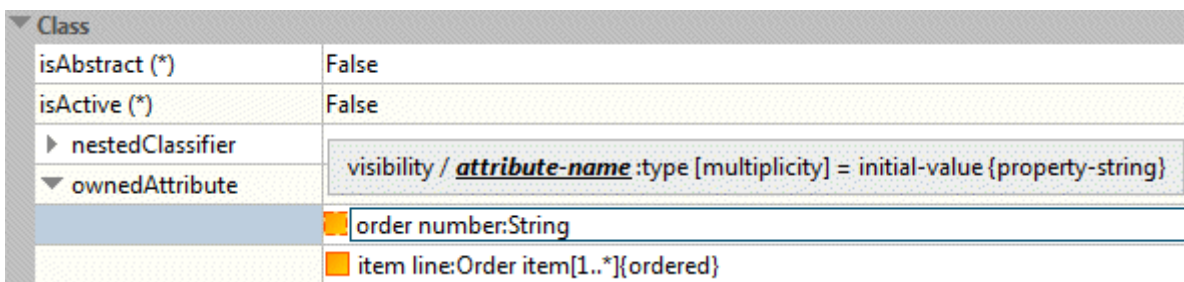 Class
isAbstract (*) False
isActive (*) False
nestedClassifier
visibility / attribute-name :type [multiplicity] = initial-value {property-string}
ownedAttribute
order number:String
item line:Order item[1..*]{ordered}